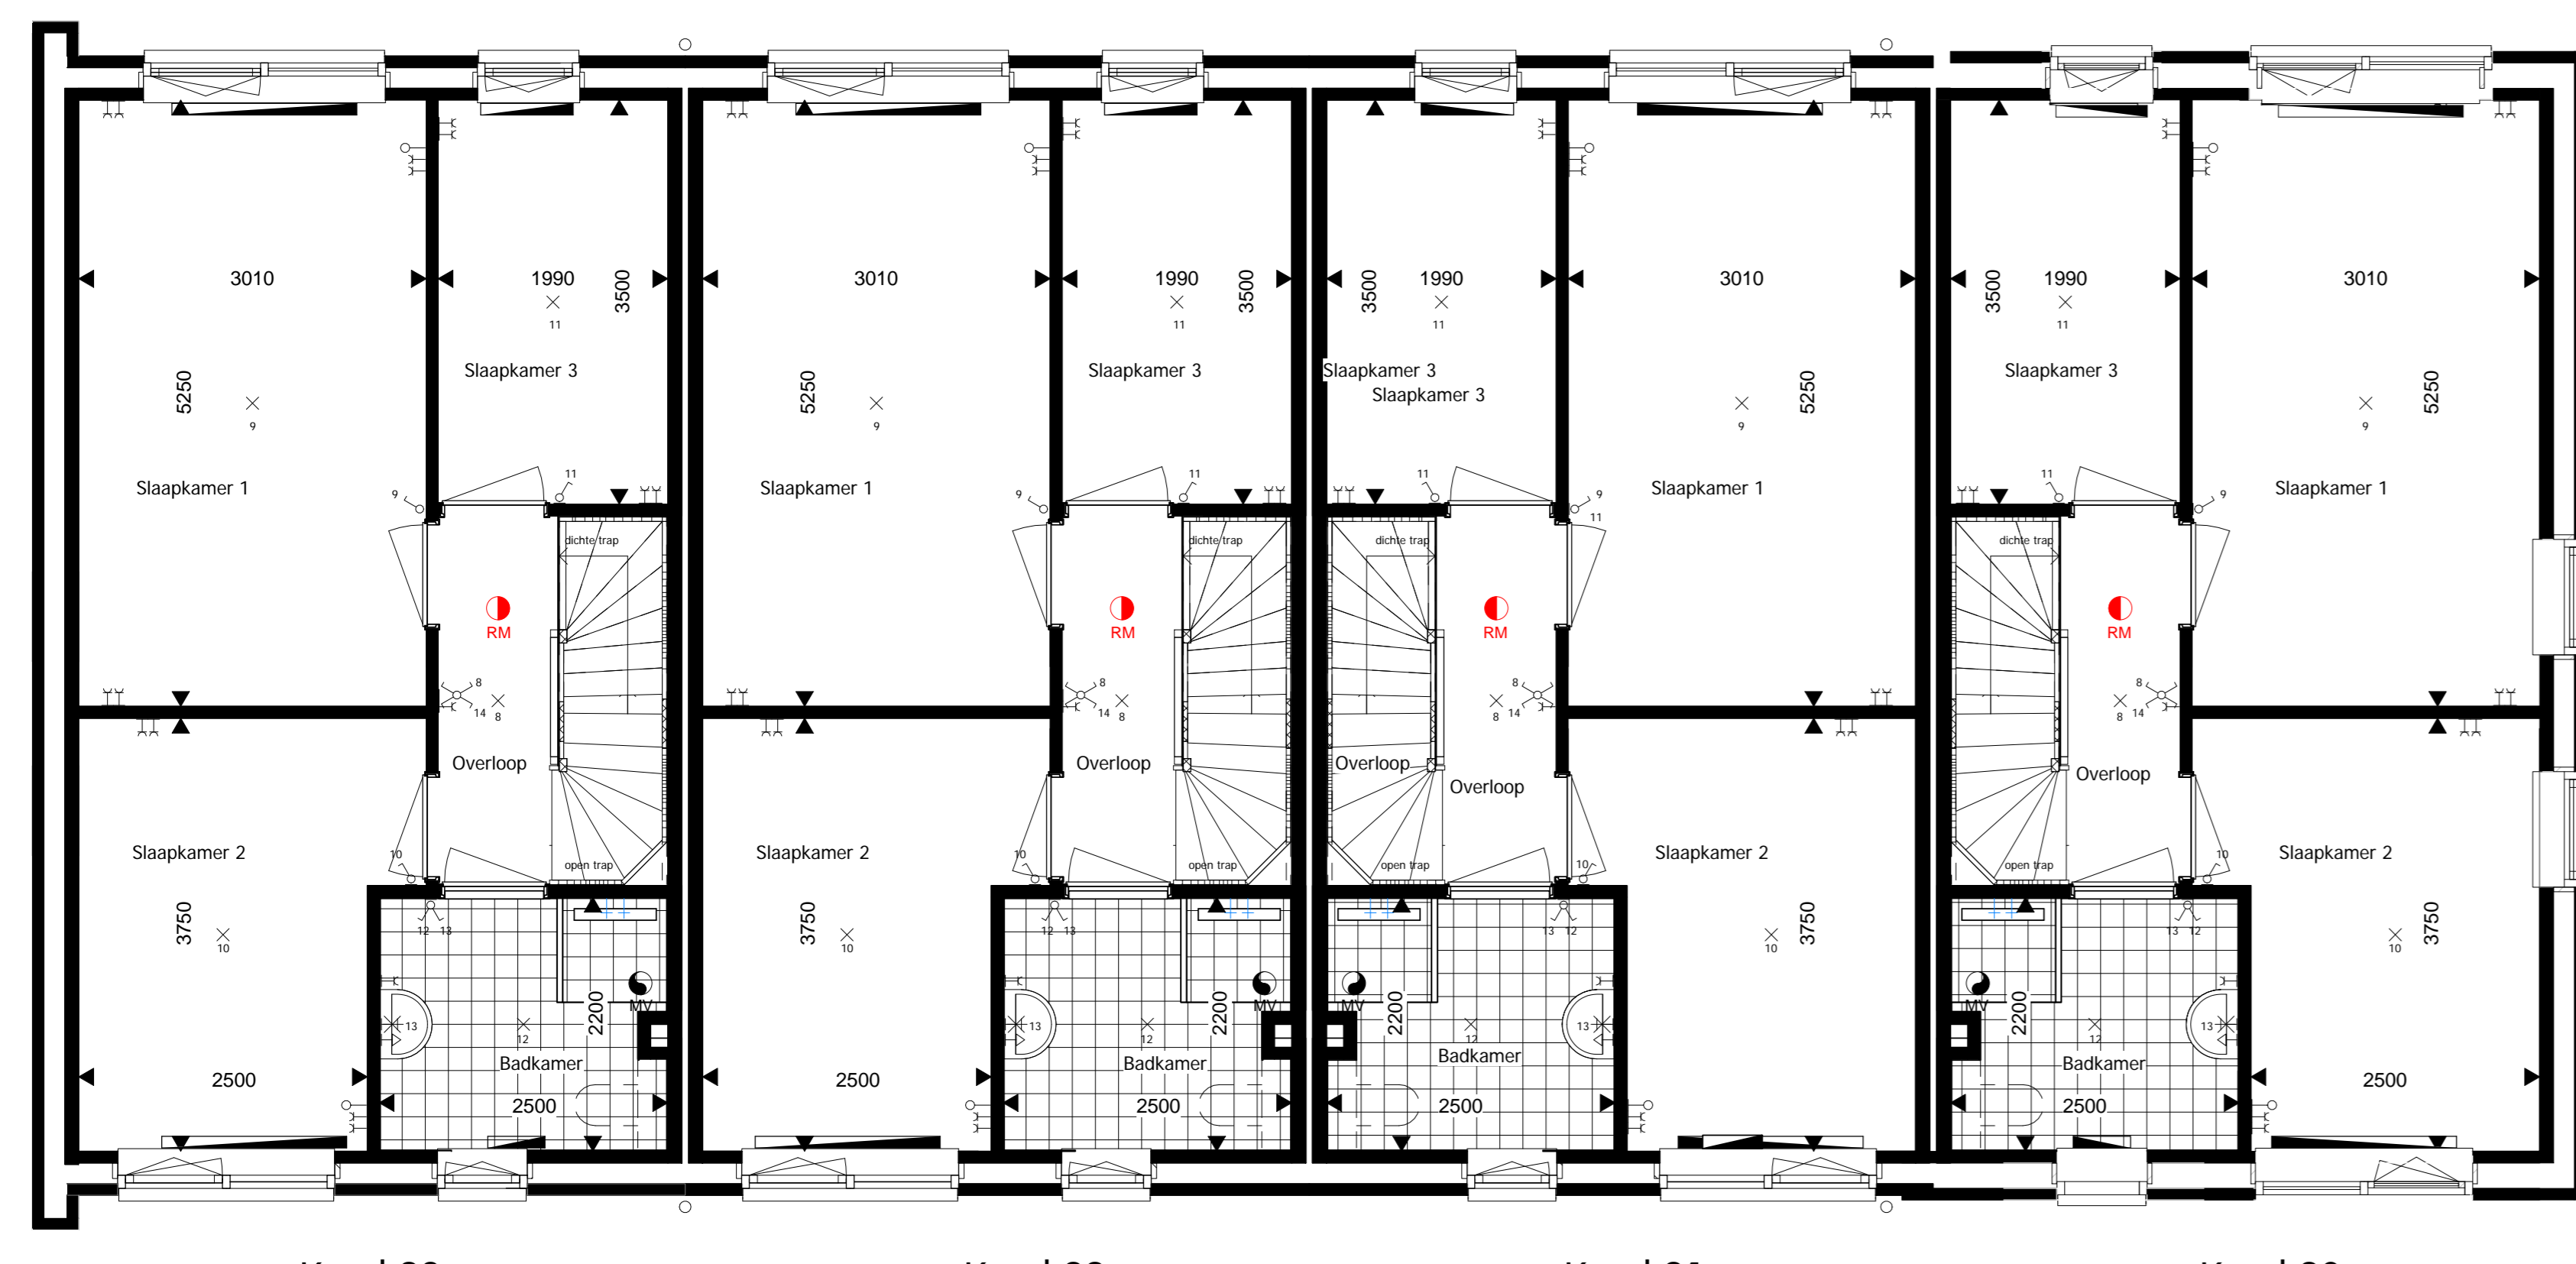 3010
1990
3500
11
Slaapkamer 3
5250
9
Slaapkamer 1
9
11
dichte trap
RM
8
14
8
Overloop
Slaapkamer 2
10
open trap
3750
10
12 13
MV
2200
13
12
Badkamer
2500
2500
3010
1990
3500
11
Slaapkamer 3
5250
9
Slaapkamer 1
9
11
dichte trap
RM
8
14
8
Overloop
Slaapkamer 2
10
open trap
3750
10
12 13
MV
2200
13
12
Badkamer
2500
2500
3500
1990
3010
11
Slaapkamer 3
Slaapkamer 3
5250
9
Slaapkamer 1
11
9
11
dichte trap
RM
8
8
14
Overloop
Overloop
Slaapkamer 2
10
open trap
3750
10
13 12
MV
2200
13
12
Badkamer
2500
3500
1990
3010
11
Slaapkamer 3
5250
9
Slaapkamer 1
11
9
dichte trap
RM
8
8
14
Overloop
Slaapkamer 2
10
open trap
3750
10
13 12
MV
2200
13
12
Badkamer
2500
2500